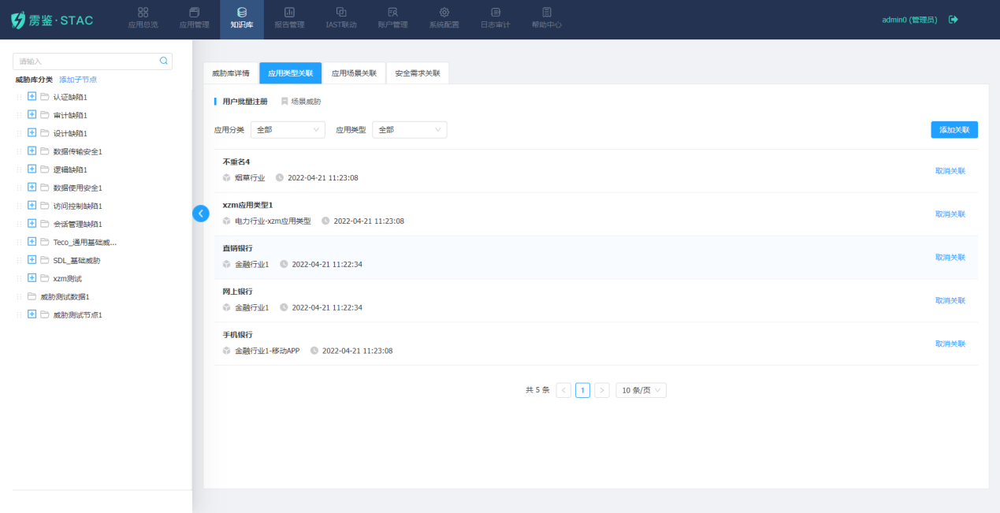 雳鉴·STAC
应用总览
应用管理
知识库
报告管理
IAST联动
账户管理
系统配置
日志审计
帮助中心
admin0 (管理员)
请输入
威胁库分类 添加子节点
认证缺陷1
审计缺陷1
设计缺陷1
数据传输安全1
逻辑缺陷1
数据使用安全1
访问控制缺陷1
会话管理缺陷1
Teco_通用基础威...
SDL_基础威胁
xzm测试
威胁测试数据1
威胁测试节点1
威胁库详情 应用类型关联 应用场景关联 安全需求关联
用户批量注册 场景威胁
应用分类 全部 应用类型 全部 添加关联
不重名4
烟草行业 2022-04-21 11:23:08 取消关联
xzm应用类型1
电力行业-xzm应用类型 2022-04-21 11:23:08 取消关联
直销银行
金融行业1 2022-04-21 11:22:34 取消关联
网上银行
金融行业1 2022-04-21 11:22:34 取消关联
手机银行
金融行业1-移动APP 2022-04-21 11:23:08 取消关联
共 5 条 1 10 条/页